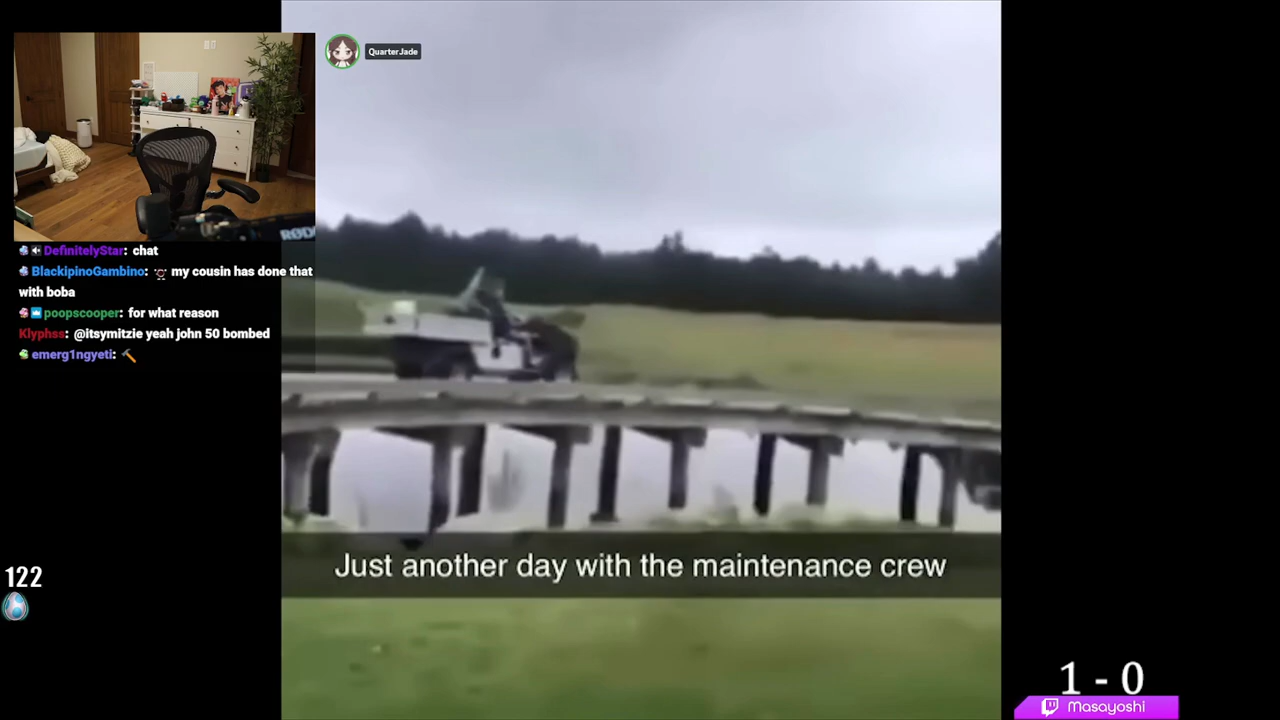 QuarterJade
RØDE
DefinitelyStar: chat
BlackipinoGambino: my cousin has done that
with boba
poopscooper: for what reason
Klyphss: @itsymitzie yeah john 50 bombed
emerg1ngyeti:
Just another day with the maintenance crew
122
1 - 0
Masayoshi